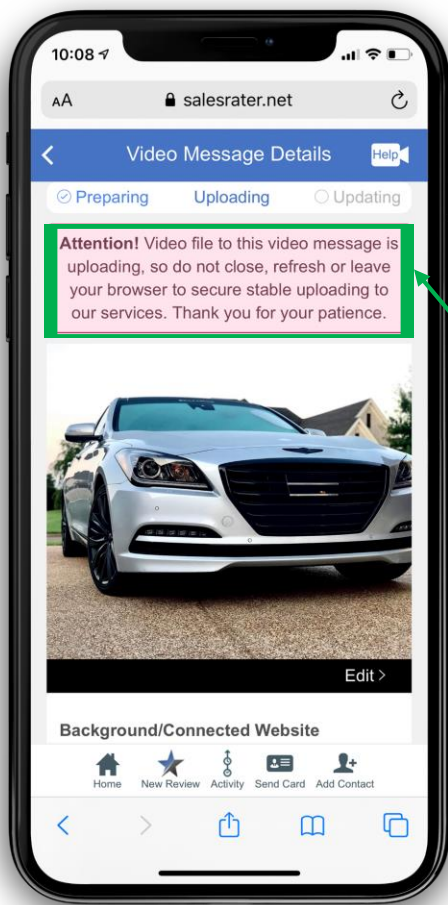 10:08
AA salesrater.net
Video Message Details Help
Preparing Uploading Updating
Attention! Video file to this video message is
uploading, so do not close, refresh or leave
your browser to secure stable uploading to
our services. Thank you for your patience.
Edit >
Background/Connected Website
Home New Review Activity Send Card Add Contact